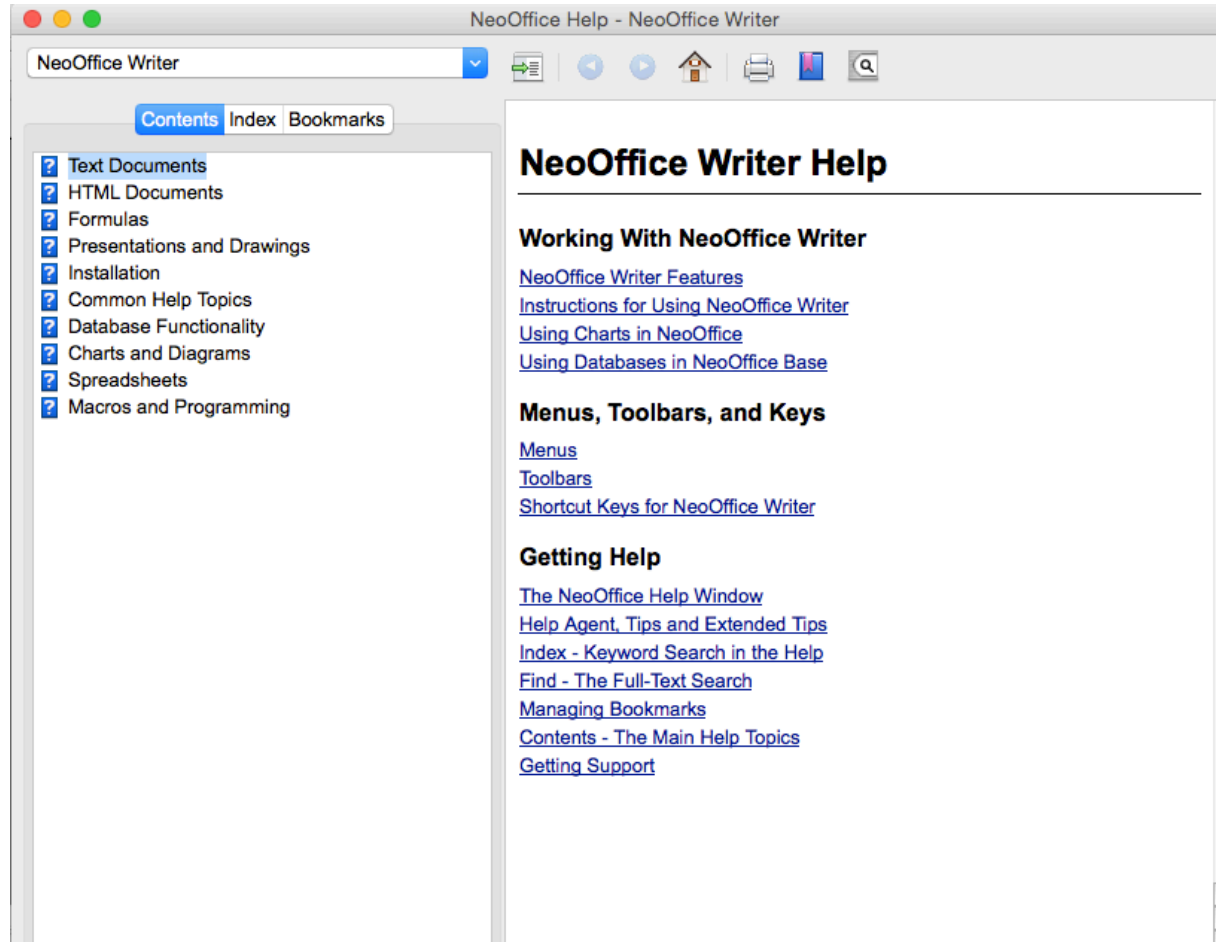 NeoOffice Help - NeoOffice Writer
NeoOffice Writer
Contents Index Bookmarks
Text Documents
HTML Documents
Formulas
Presentations and Drawings
Installation
Common Help Topics
Database Functionality
Charts and Diagrams
Spreadsheets
Macros and Programming
NeoOffice Writer Help
Working With NeoOffice Writer
NeoOffice Writer Features
Instructions for Using NeoOffice Writer
Using Charts in NeoOffice
Using Databases in NeoOffice Base
Menus, Toolbars, and Keys
Menus
Toolbars
Shortcut Keys for NeoOffice Writer
Getting Help
The NeoOffice Help Window
Help Agent, Tips and Extended Tips
Index - Keyword Search in the Help
Find - The Full-Text Search
Managing Bookmarks
Contents - The Main Help Topics
Getting Support